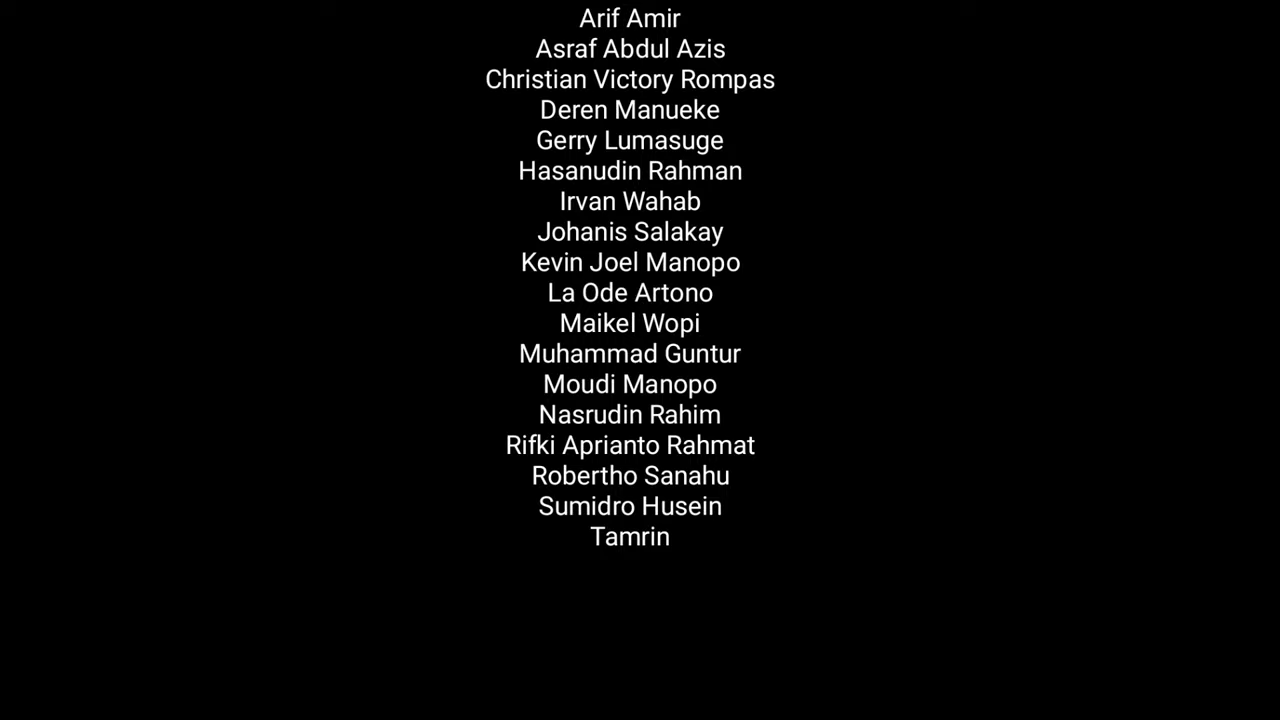 Arif Amir
Asraf Abdul Azis
Christian Victory Rompas
Deren Manueke
Gerry Lumasuge
Hasanudin Rahman
Irvan Wahab
Johanis Salakay
Kevin Joel Manopo
La Ode Artono
Maikel Wopi
Muhammad Guntur
Moudi Manopo
Nasrudin Rahim
Rifki Aprianto Rahmat
Robertho Sanahu
Sumidro Husein
Tamrin